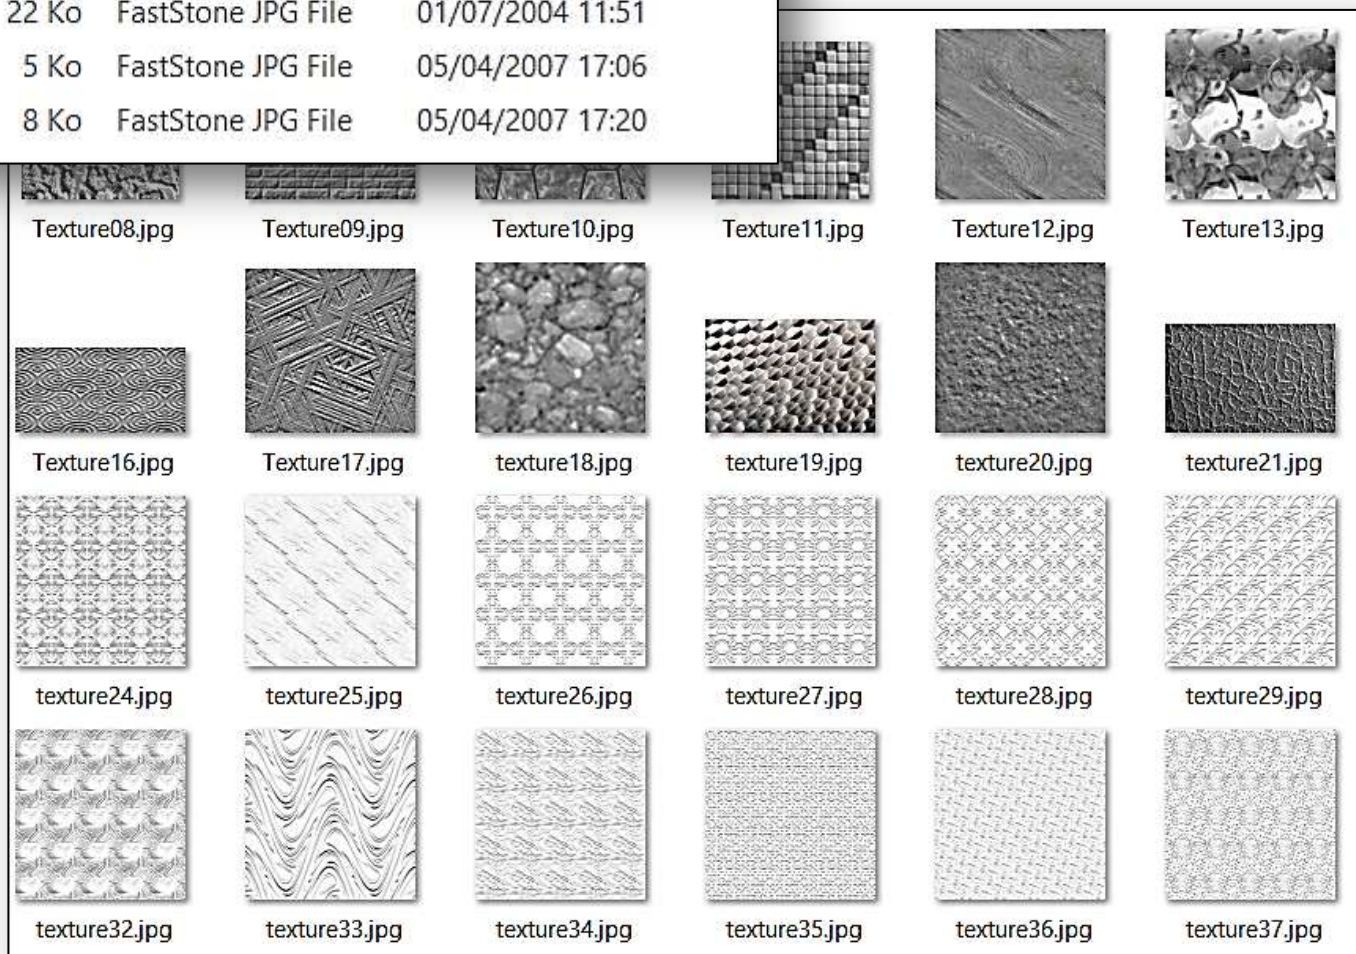 22 Ko FastStone JPG File 01/07/2004 11:51
5 Ko FastStone JPG File 05/04/2007 17:06
8 Ko FastStone JPG File 05/04/2007 17:20
Texture08.jpg Texture09.jpg Texture10.jpg Texture11.jpg Texture12.jpg Texture13.jpg
Texture16.jpg Texture17.jpg texture18.jpg texture19.jpg texture20.jpg texture21.jpg
texture24.jpg texture25.jpg texture26.jpg texture27.jpg texture28.jpg texture29.jpg
texture32.jpg texture33.jpg texture34.jpg texture35.jpg texture36.jpg texture37.jpg